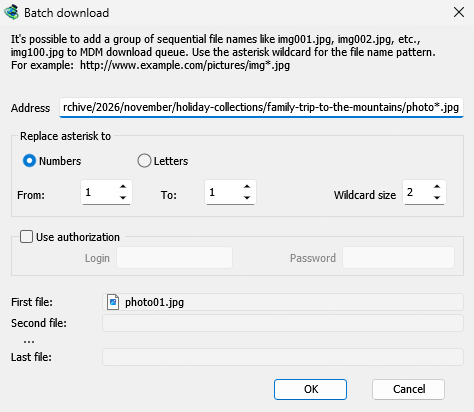 Batch download
It's possible to add a group of sequential file names like img001.jpg, img002.jpg, etc.,
img100.jpg to MDM download queue. Use the asterisk wildcard for the file name pattern.
For example: http://www.example.com/pictures/img*.jpg
Address rchive/2026/november/holiday-collections/family-trip-to-the-mountains/photo*.jpg
Replace asterisk to
Numbers Letters
From: 1 To: 1 Wildcard size 2
Use authorization
Login Password
First file: photo01.jpg
Second file:
...
Last file:
OK Cancel